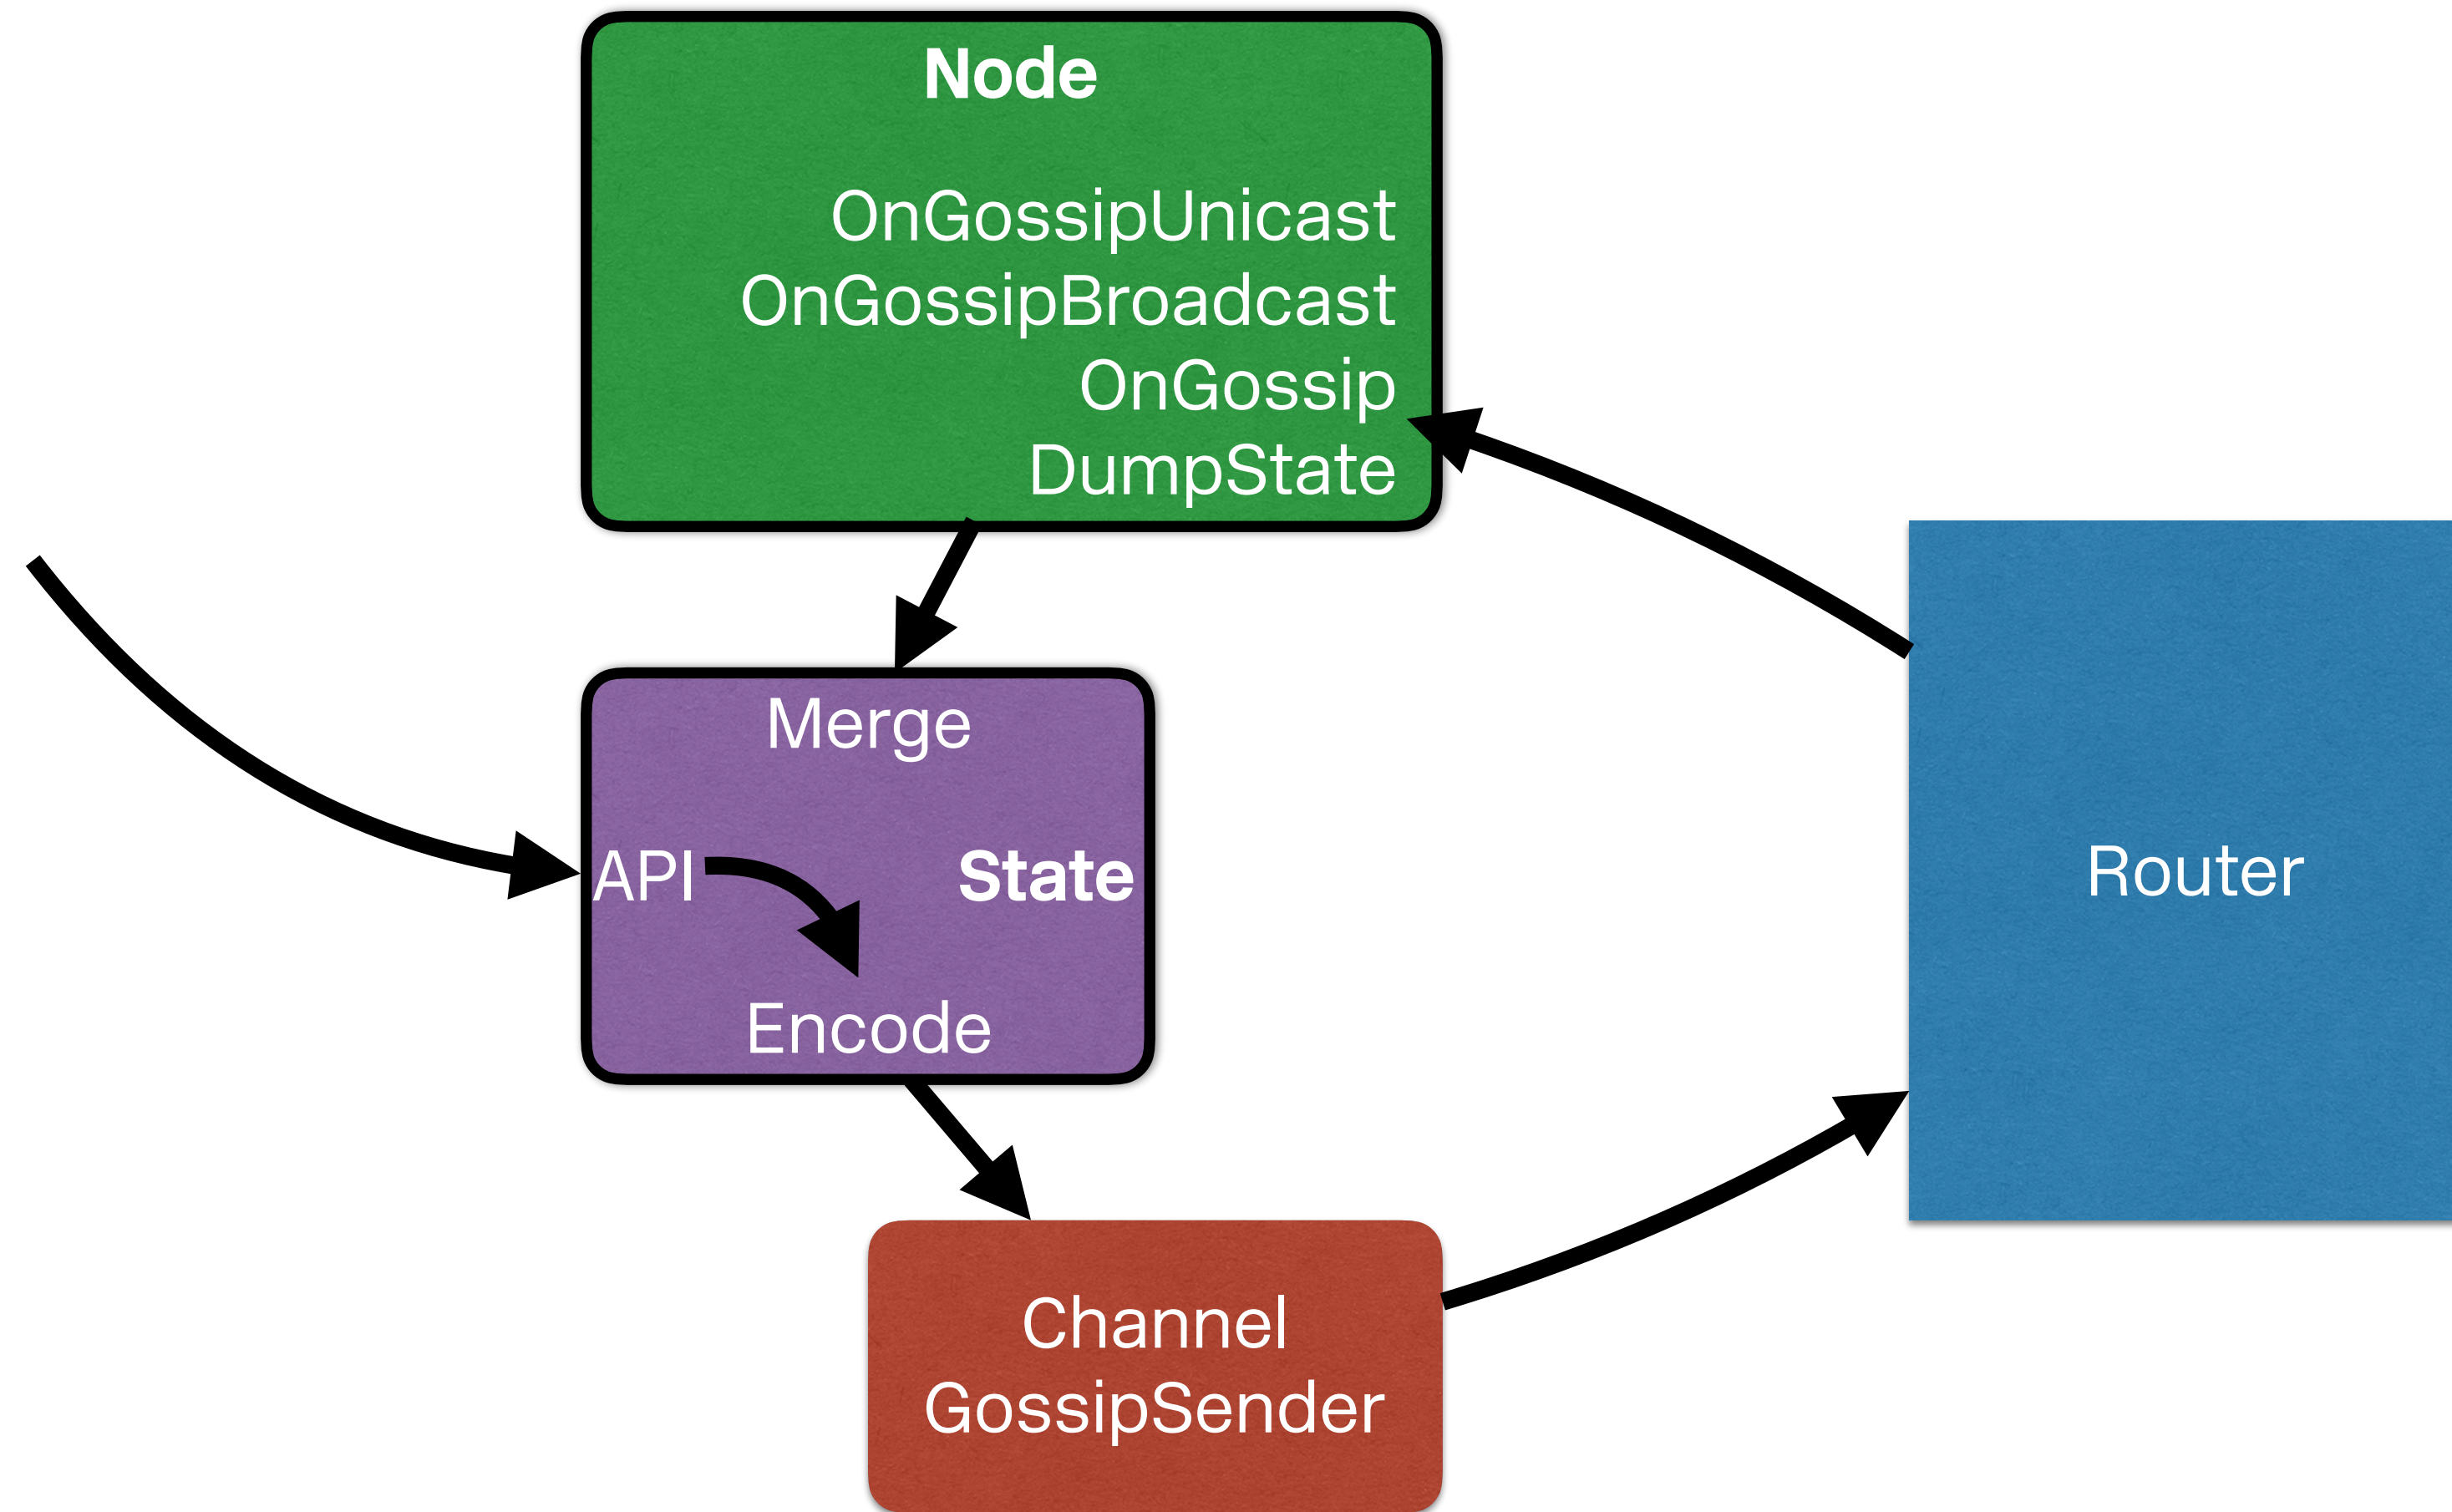 Node
OnGossipUnicast
OnGossipBroadcast
OnGossip
DumpState
Merge
API
State
Encode
Router
Channel
GossipSender